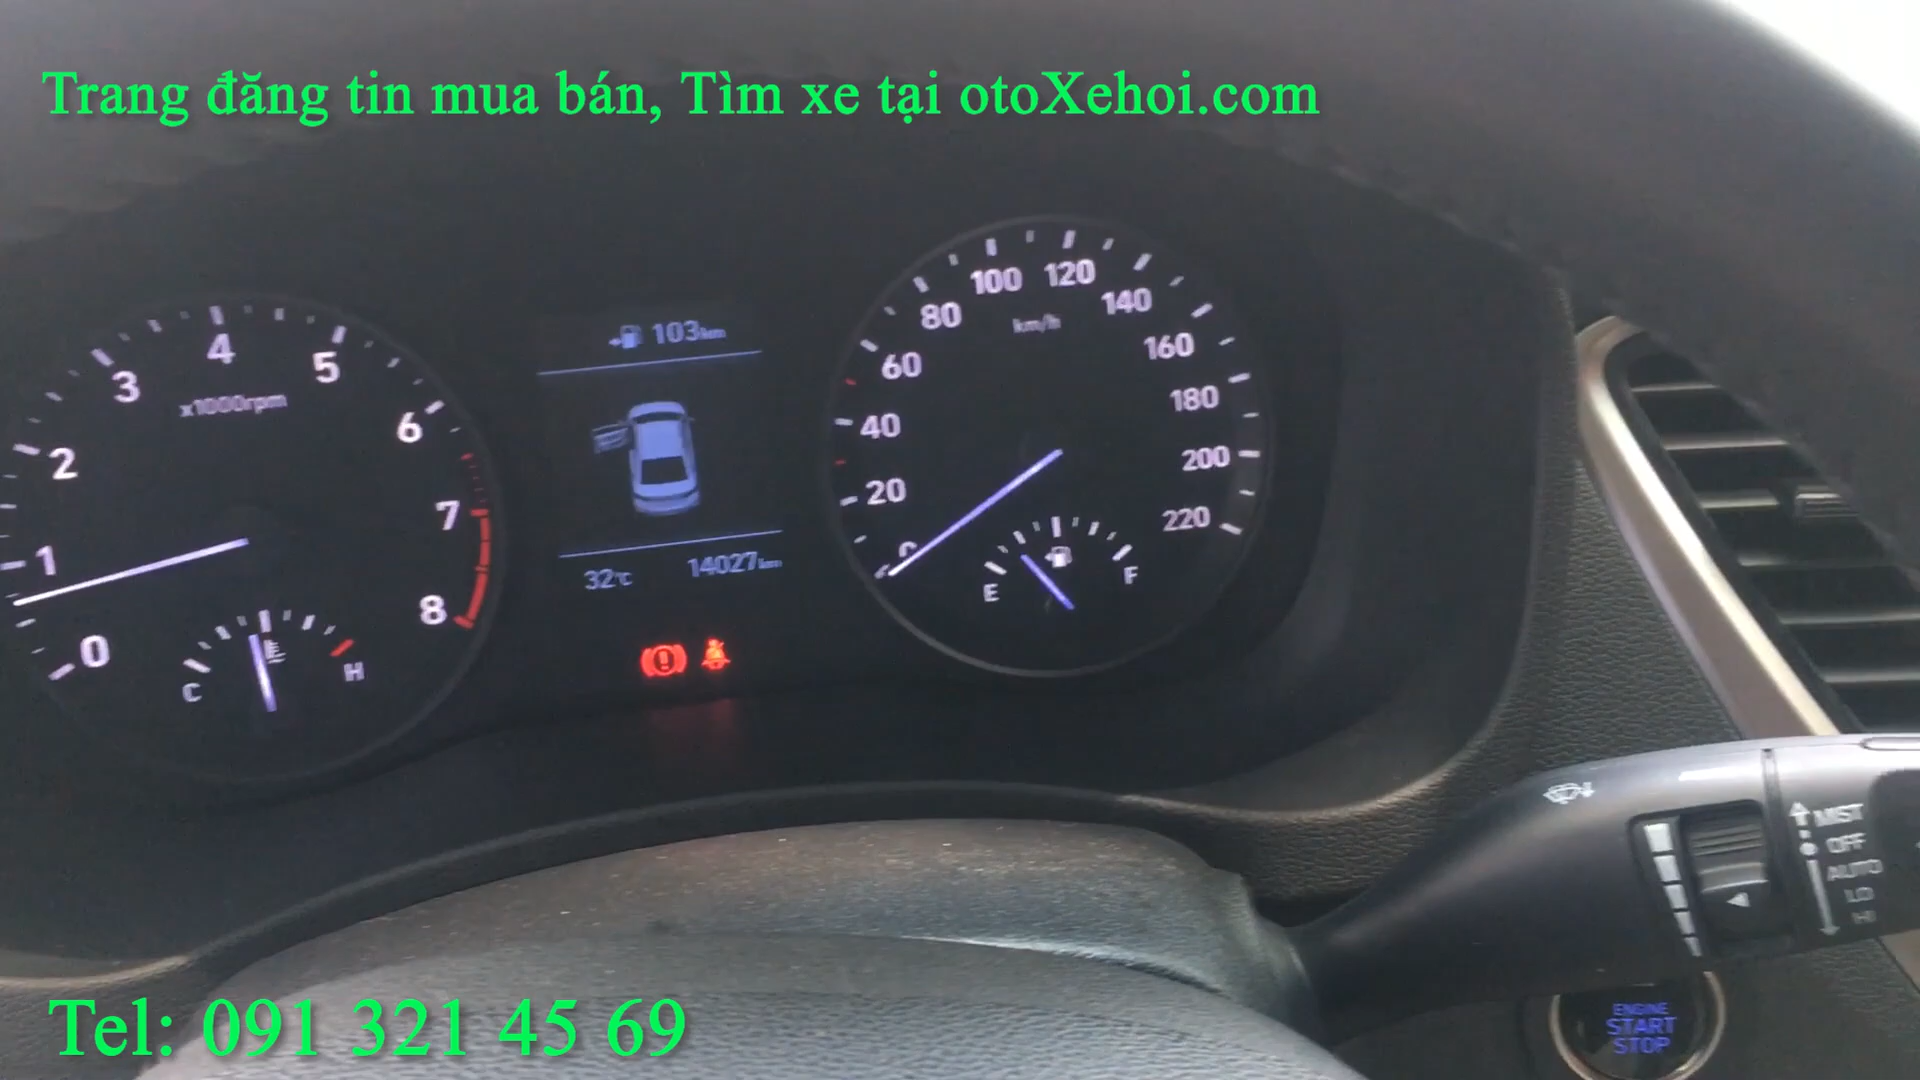 Trang đăng tin mua bán, Tìm xe tại otoXehoi.com
103km
0 1 2 3 4 5 6 7 8
x1000rpm
C H
32°C 14027km
0 20 40 60 80 100 120 140 160 180 200 220
km/h
E F
MIST
OFF
AUTO
LO
HI
ENGINE
START
STOP
Tel: 091 321 45 69